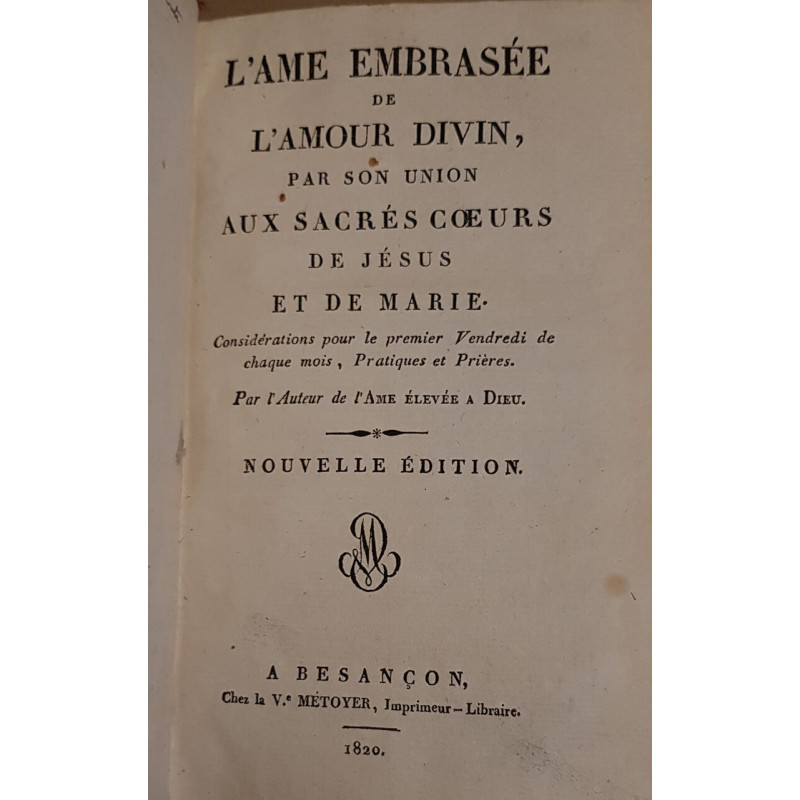 L'AME EMBRASÉE
DE
L'AMOUR DIVIN,
PAR SON UNION
AUX SACRÉS CŒURS
DE JÉSUS
ET DE MARIE.
Considérations pour le premier Vendredi de
chaque mois, Pratiques et Prières.
Par l'Auteur de l'AME ÉLEVÉE A DIEU.
NOUVELLE ÉDITION.
A BESANÇON,
Chez la V.e METOYER, Imprimeur-Libraire.
1820.